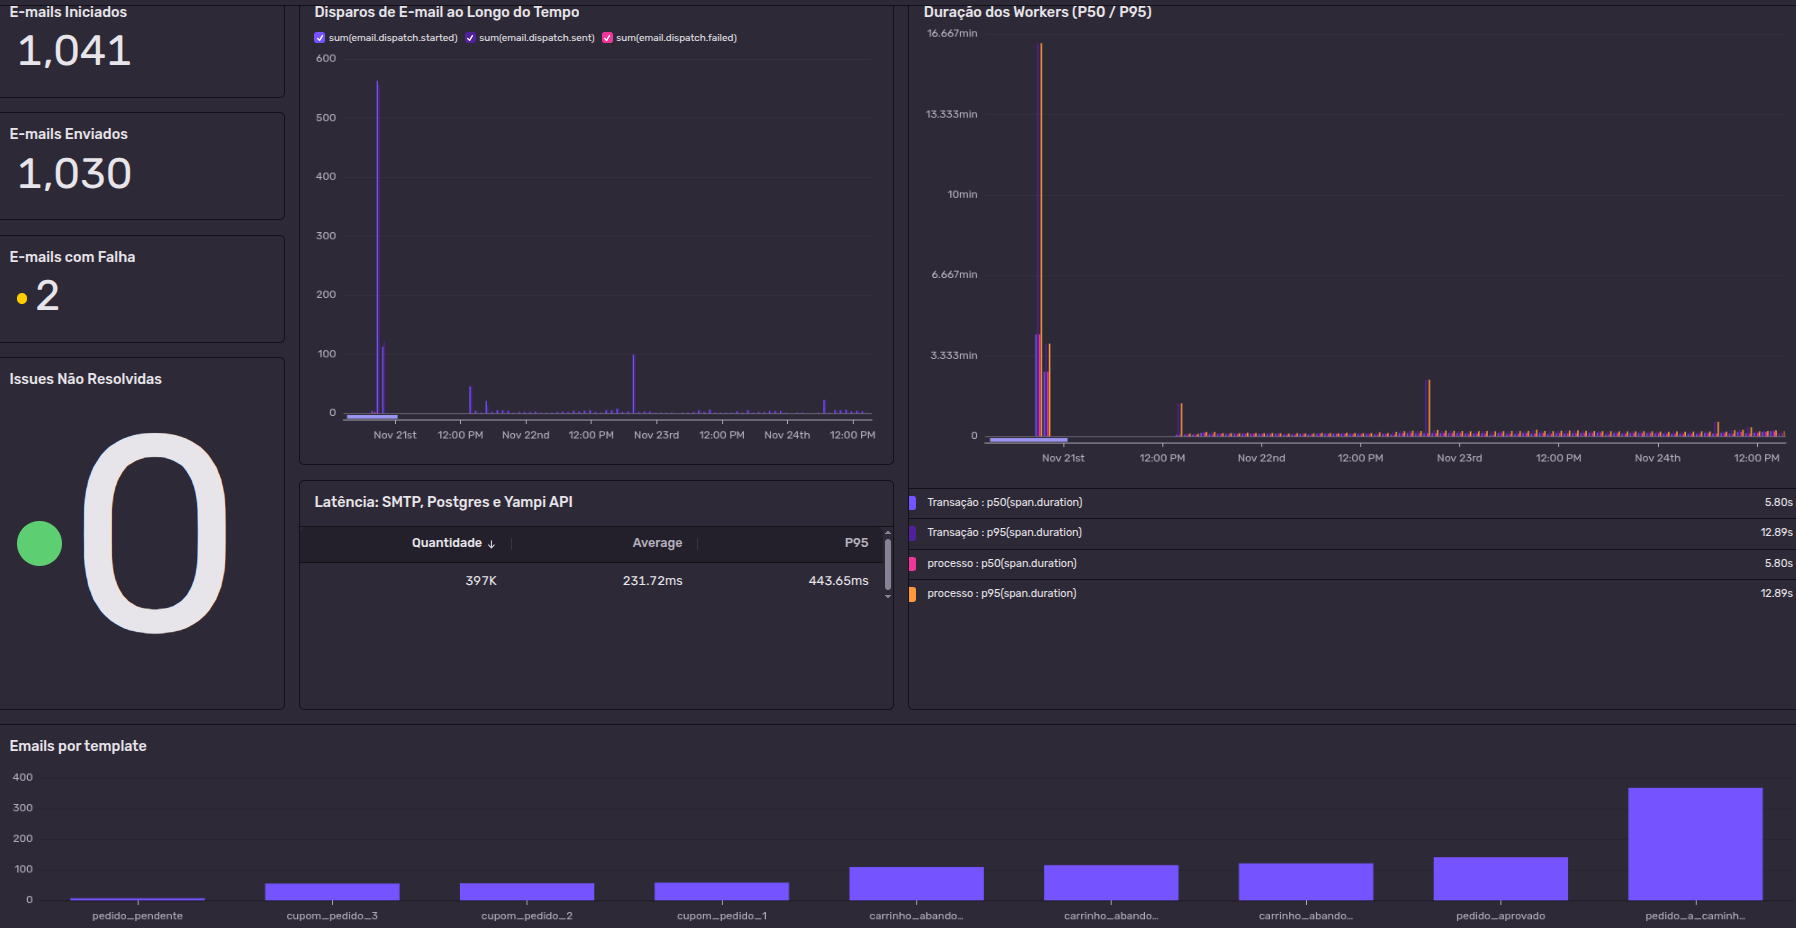 E-mails Iniciados
1,041
E-mails Enviados
1,030
E-mails com Falha
2
Issues Não Resolvidas
0
Disparos de E-mail ao Longo do Tempo
sum(email.dispatch.started) sum(email.dispatch.sent) sum(email.dispatch.failed)
600
500
400
300
200
100
0
Nov 21st 12:00 PM Nov 22nd 12:00 PM Nov 23rd 12:00 PM Nov 24th 12:00 PM
Latência: SMTP, Postgres e Yampi API
Quantidade ↓ Average P95
397K 231.72ms 443.65ms
Duração dos Workers (P50 / P95)
16.667min
13.333min
10min
6.667min
3.333min
0
Nov 21st 12:00 PM Nov 22nd 12:00 PM Nov 23rd 12:00 PM Nov 24th 12:00 PM
Transação : p50(span.duration) 5.80s
Transação : p95(span.duration) 12.89s
processo : p50(span.duration) 5.80s
processo : p95(span.duration) 12.89s
Emails por template
400
300
200
100
0
pedido_pendente cupom_pedido_3 cupom_pedido_2 cupom_pedido_1 carrinho_abando… carrinho_abando… carrinho_abando… pedido_aprovado pedido_a_caminh…